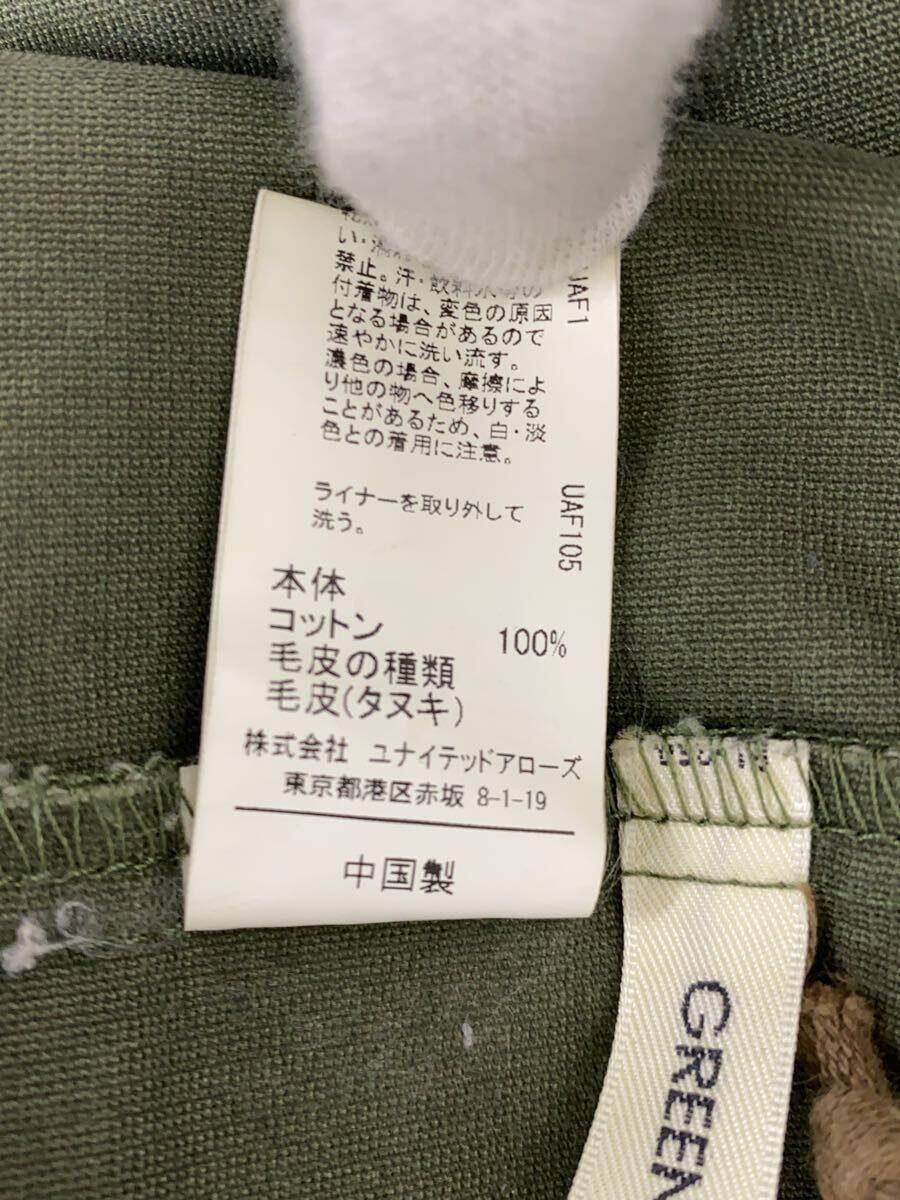 い・
禁止。汗・飲料水等の
付着物は、変色の原因
となる場合があるので
速やかに洗い流す。
濃色の場合、摩擦によ
り他の物へ色移りする
ことがあるため、白・淡
色との着用に注意。
ライナーを取り外して
洗う。
UAF1
UAF105
本体
コットン 100%
毛皮の種類
毛皮(タヌキ)
株式会社 ユナイテッドアローズ
東京都港区赤坂 8-1-19
中国製
GREEN